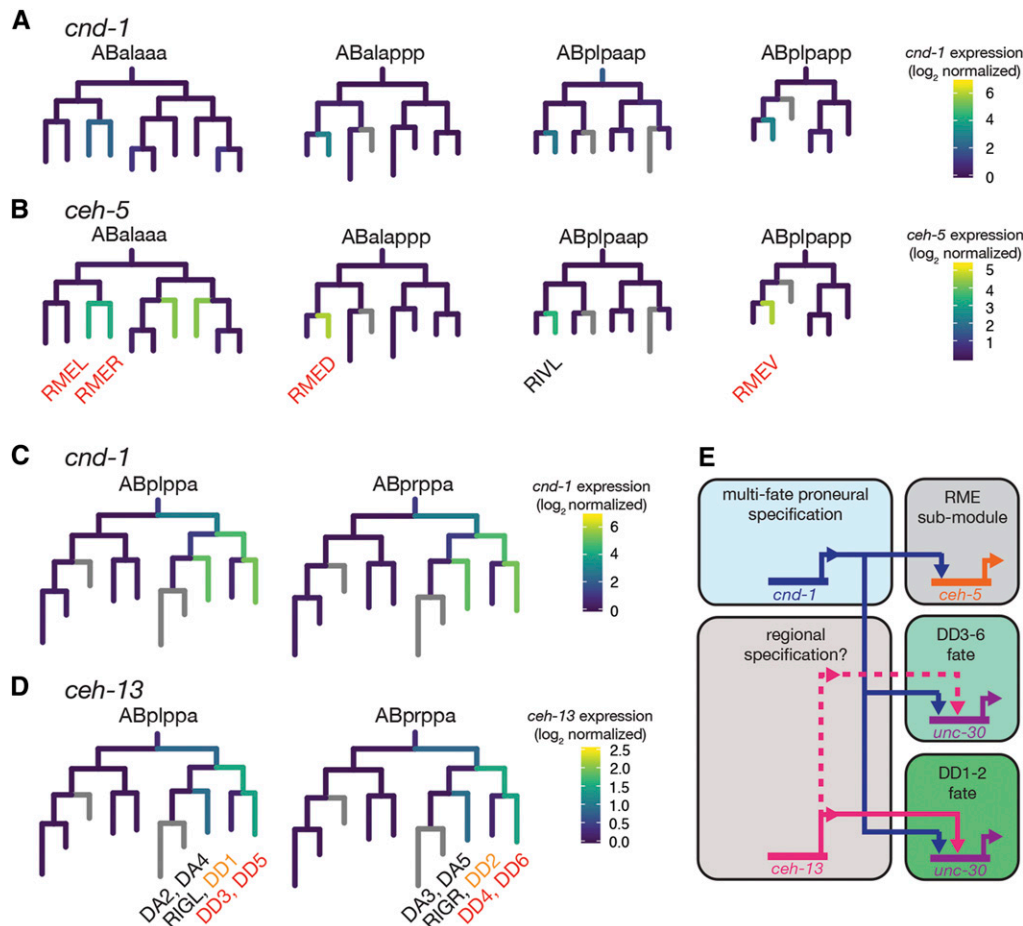 A
cnd-1
ABalaaa
ABalappp
ABplpaap
ABplpapp
cnd-1 expression
(log2 normalized)
6
4
2
0
B
ceh-5
ABalaaa
ABalappp
ABplpaap
ABplpapp
ceh-5 expression
(log2 normalized)
5
4
3
2
1
RMEL
RMER
RMED
RIVL
RMEV
C
cnd-1
ABplppa
ABprppa
cnd-1 expression
(log2 normalized)
6
4
2
0
D
ceh-13
ABplppa
ABprppa
ceh-13 expression
(log2 normalized)
2.5
2.0
1.5
1.0
0.5
0.0
DA2, DA4
RIGL, DD1
DD3, DD5
DA3, DA5
RIGR, DD2
DD4, DD6
E
multi-fate proneural
specification
cnd-1
RME
sub-module
ceh-5
regional
specification?
DD3-6
fate
unc-30
DD1-2
fate
ceh-13
unc-30